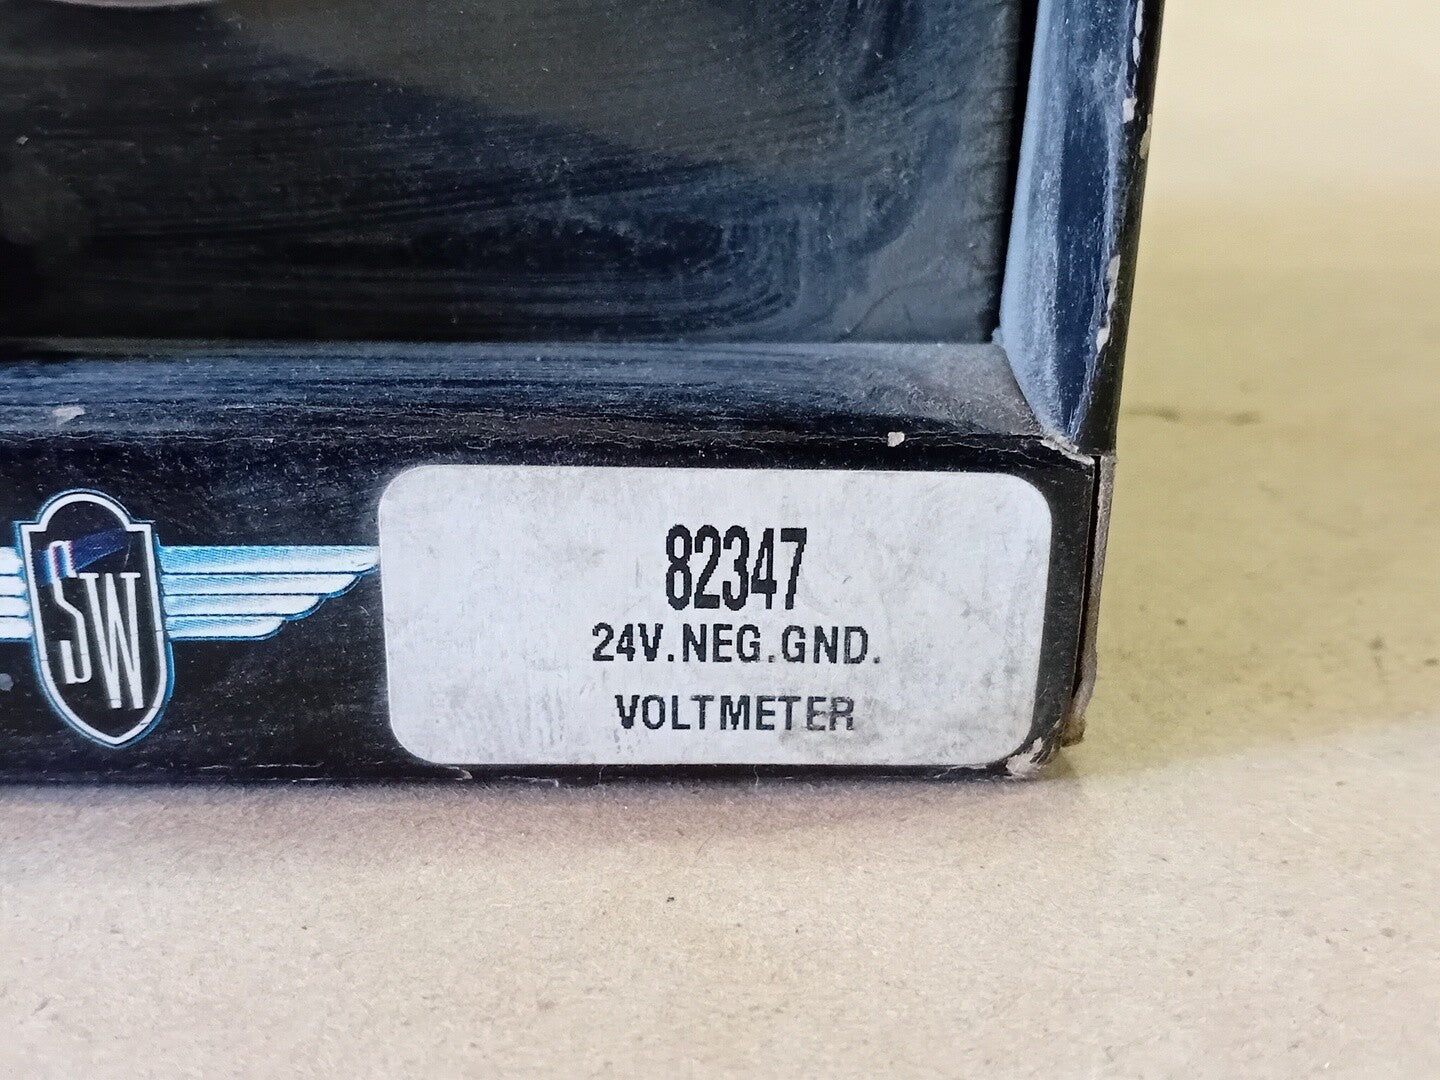 SW
82347
24V.NEG.GND.
VOLTMETER